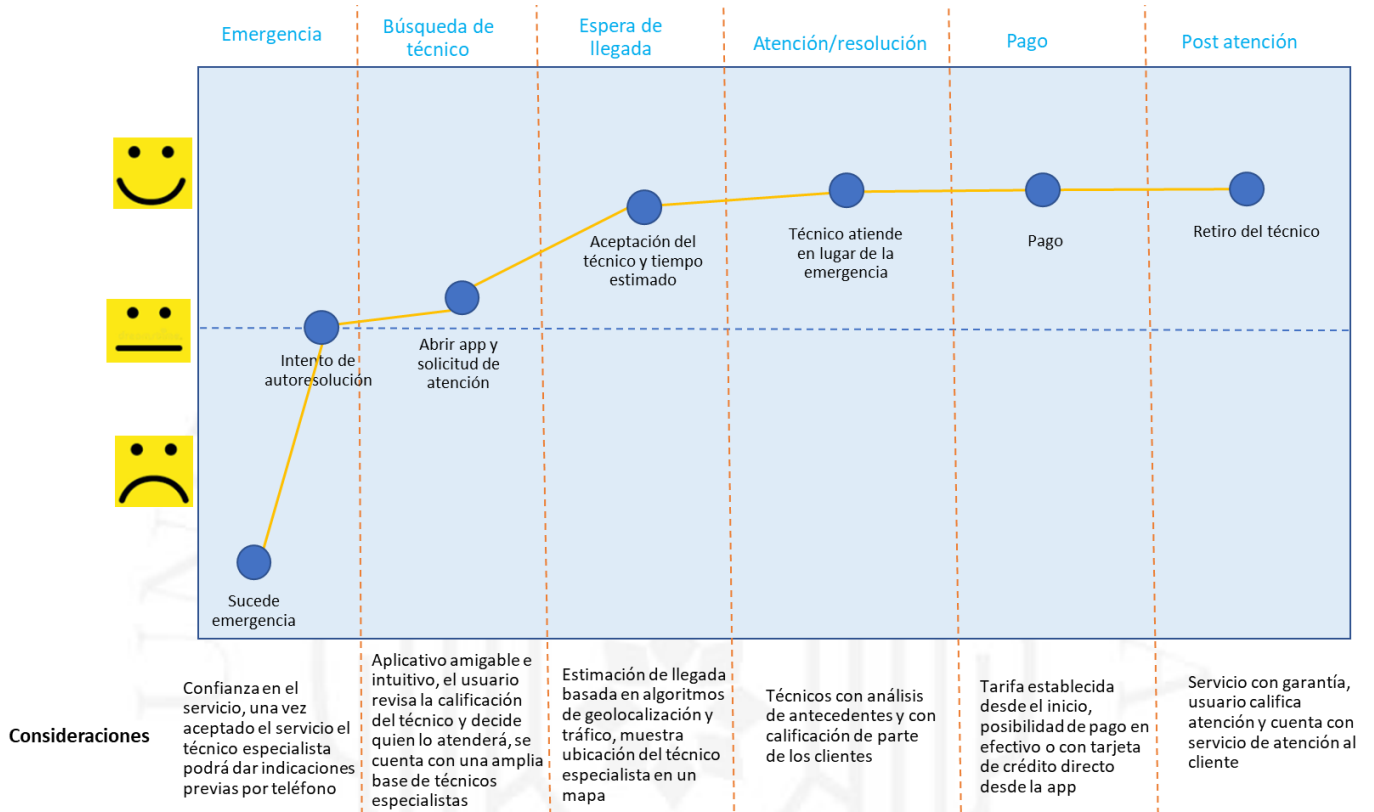 Emergencia
Búsqueda de
técnico
Espera de
llegada
Atención/resolución
Pago
Post atención
Sucede
emergencia
Intento de
autoresolución
Abrir app y
solicitud de
atención
Aceptación del
técnico y tiempo
estimado
Técnico atiende
en lugar de la
emergencia
Pago
Retiro del técnico
Consideraciones
Confianza en el
servicio, una vez
aceptado el servicio el
técnico especialista
podrá dar indicaciones
previas por teléfono
Aplicativo amigable e
intuitivo, el usuario
revisa la calificación
del técnico y decide
quien lo atenderá, se
cuenta con una amplia
base de técnicos
especialistas
Estimación de llegada
basada en algoritmos
de geolocalización y
tráfico, muestra
ubicación del técnico
especialista en un
mapa
Técnicos con análisis
de antecedentes y con
calificación de parte
de los clientes
Tarifa establecida
desde el inicio,
posibilidad de pago en
efectivo o con tarjeta
de crédito directo
desde la app
Servicio con garantía,
usuario califica
atención y cuenta con
servicio de atención al
cliente